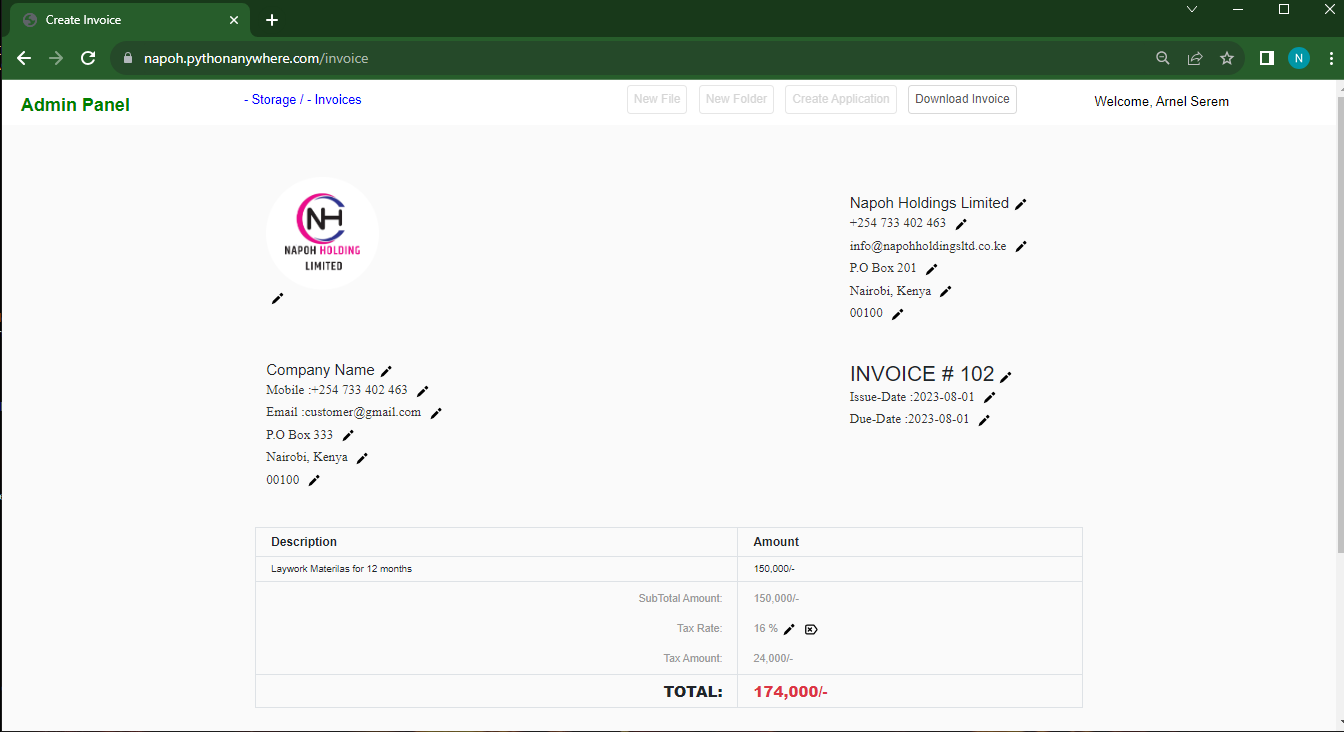 Create Invoice
napoh.pythonanywhere.com/invoice
N
Admin Panel
- Storage / - Invoices
New File
New Folder
Create Application
Download Invoice
Welcome, Arnel Serem
NH
NAPOH HOLDING
LIMITED
Napoh Holdings Limited
+254 733 402 463
info@napohholdingsltd.co.ke
P.O Box 201
Nairobi, Kenya
00100
Company Name
Mobile :+254 733 402 463
Email :customer@gmail.com
P.O Box 333
Nairobi, Kenya
00100
INVOICE # 102
Issue-Date :2023-08-01
Due-Date :2023-08-01
Description Amount
Laywork Materilas for 12 months 150,000/-
SubTotal Amount: 150,000/-
Tax Rate: 16 %
Tax Amount: 24,000/-
TOTAL: 174,000/-